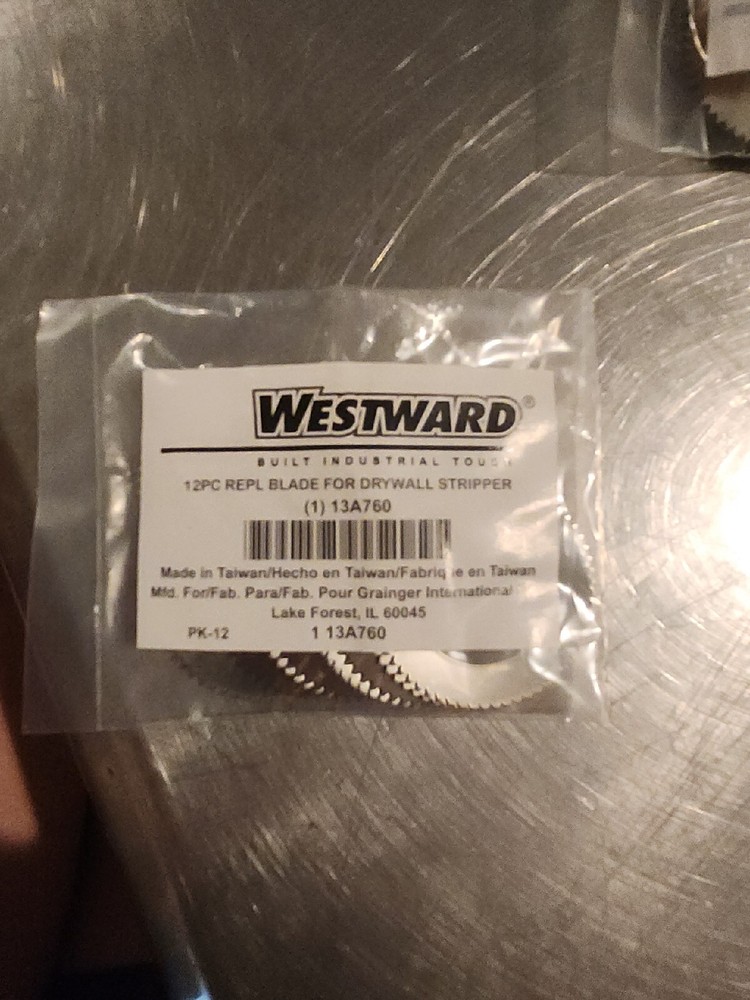 WESTWARD®
BUILT INDUSTRIAL TOUGH
12PC REPL BLADE FOR DRYWALL STRIPPER
(1) 13A760
Made in Taiwan/Hecho en Taiwan/Fabriqué en Taiwan
Mfd. For/Fab. Para/Fab. Pour Grainger International
Lake Forest, IL 60045
PK-12 1 13A760